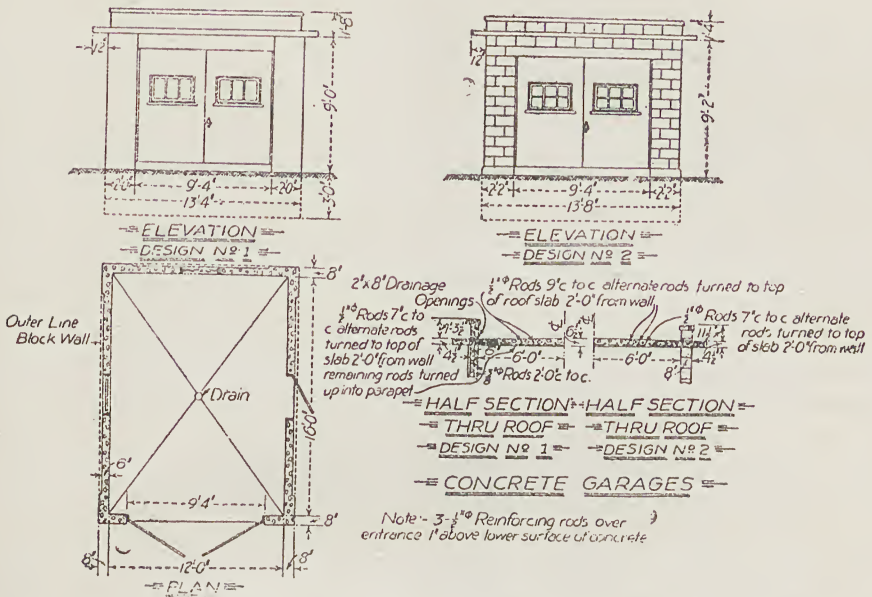 12"
1'-8"
9'-0"
2'-0"
9'-4"
2'-0"
3'-0"
13'-4"
ELEVATION
DESIGN Nº 1
12"
1'-4"
9'-2"
2'2"
9'-4"
2'2"
13'-8"
ELEVATION
DESIGN Nº 2
8"
Outer Line
Block Wall
Drain
6"
9'4"
8"
8"
12'-0"
8"
PLAN
2"x8" Drainage
Openings
½"ᶲ Rods 9"c to c alternate rods turned to top
of roof slab 2'-0" from wall
½"ᶲ Rods 7"c to
c alternate rods
turned to top of
slab 2'-0" from wall
remaining rods turned
up into parapet
4½"
6'-0"
⅜"ᶲ Rods 2'-0"c to c.
½"ᶲ Rods 7"c to c alternate
rods turned to top
of slab 2'-0" from wall
6'-0"
4½"
8"
HALF SECTION
THRU ROOF
DESIGN Nº 1
HALF SECTION
THRU ROOF
DESIGN Nº 2
CONCRETE GARAGES
Note:- 3-½"ᶲ Reinforcing rods over
entrance 1" above lower surface of concrete